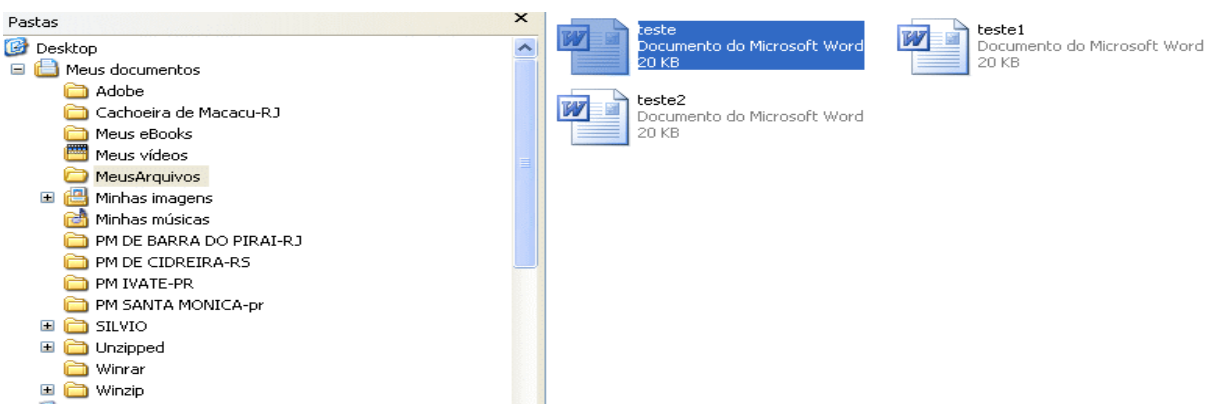 Pastas
Desktop
Meus documentos
Adobe
Cachoeira de Macacu-RJ
Meus eBooks
Meus vídeos
MeusArquivos
Minhas imagens
Minhas músicas
PM DE BARRA DO PIRAI-RJ
PM DE CIDREIRA-RS
PM IVATE-PR
PM SANTA MONICA-pr
SILVIO
Unzipped
Winrar
Winzip
teste
Documento do Microsoft Word
20 KB
teste1
Documento do Microsoft Word
20 KB
teste2
Documento do Microsoft Word
20 KB